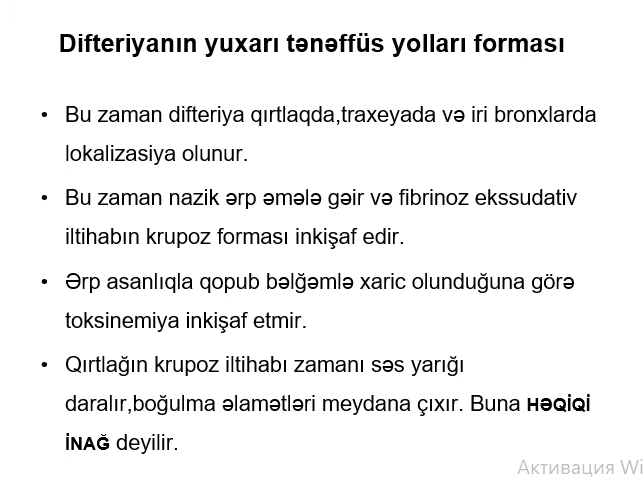 Difteriyanın yuxarı tənəffüs yolları forması
• Bu zaman difteriya qırtlaqda,traxeyada və iri bronxlarda
lokalizasiya olunur.
• Bu zaman nazik ərp əmələ gəir və fibrinoz ekssudativ
iltihabın krupoz forması inkişaf edir.
• Ərp asanlıqla qopub bəlğəmlə xaric olunduğuna görə
toksinemiya inkişaf etmir.
• Qırtlağın krupoz iltihabı zamanı səs yarığı
daralır,boğulma əlamətləri meydana çıxır. Buna HƏQİQİ
İNAĞ deyilir.
Активация Wi